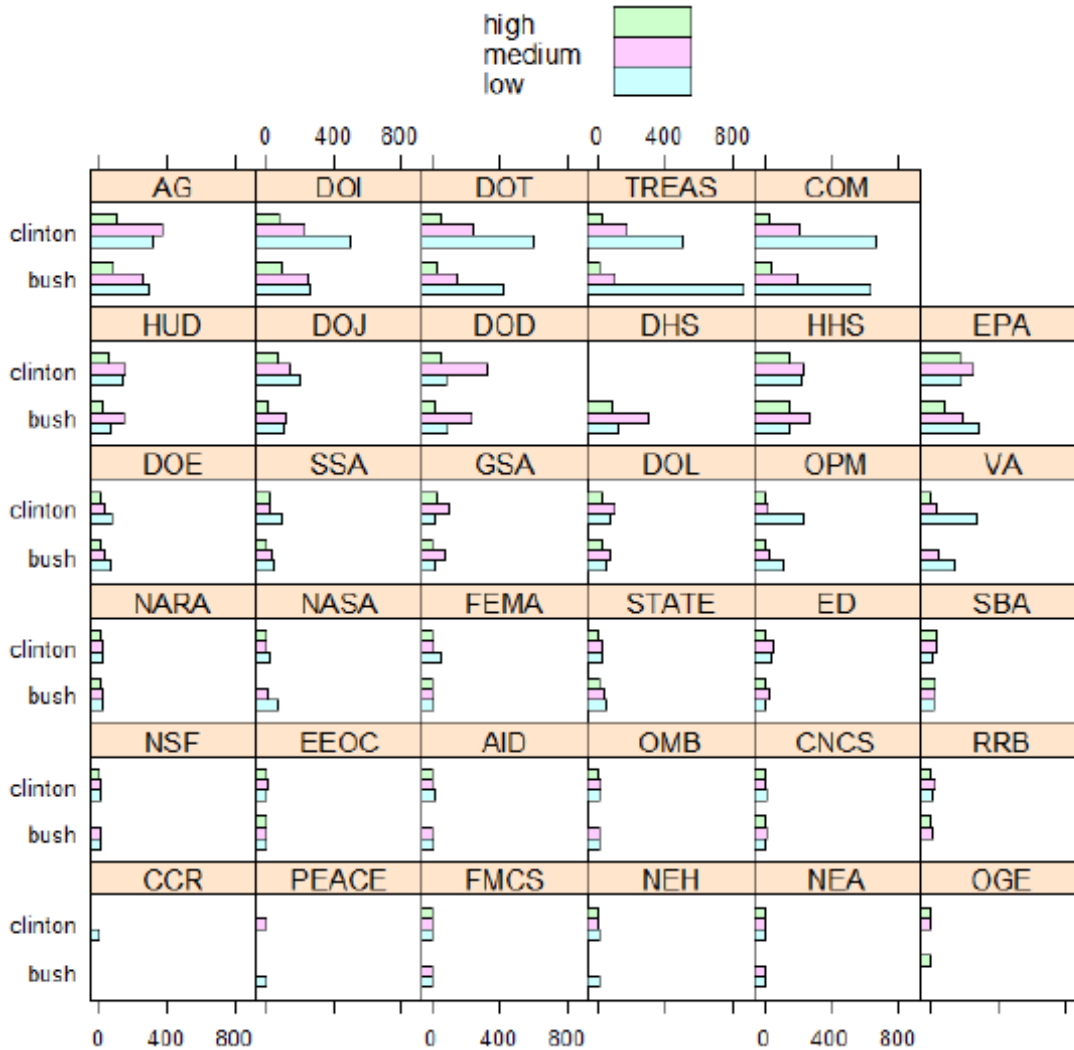 high
medium
low
0 400 800 0 400 800
AG DOI DOT TREAS COM
clinton
bush
HUD DOJ DOD DHS HHS EPA
clinton
bush
DOE SSA GSA DOL OPM VA
clinton
bush
NARA NASA FEMA STATE ED SBA
clinton
bush
NSF EEOC AID OMB CNCS RRB
clinton
bush
CCR PEACE FMCS NEH NEA OGE
clinton
bush
0 400 800 0 400 800 0 400 800